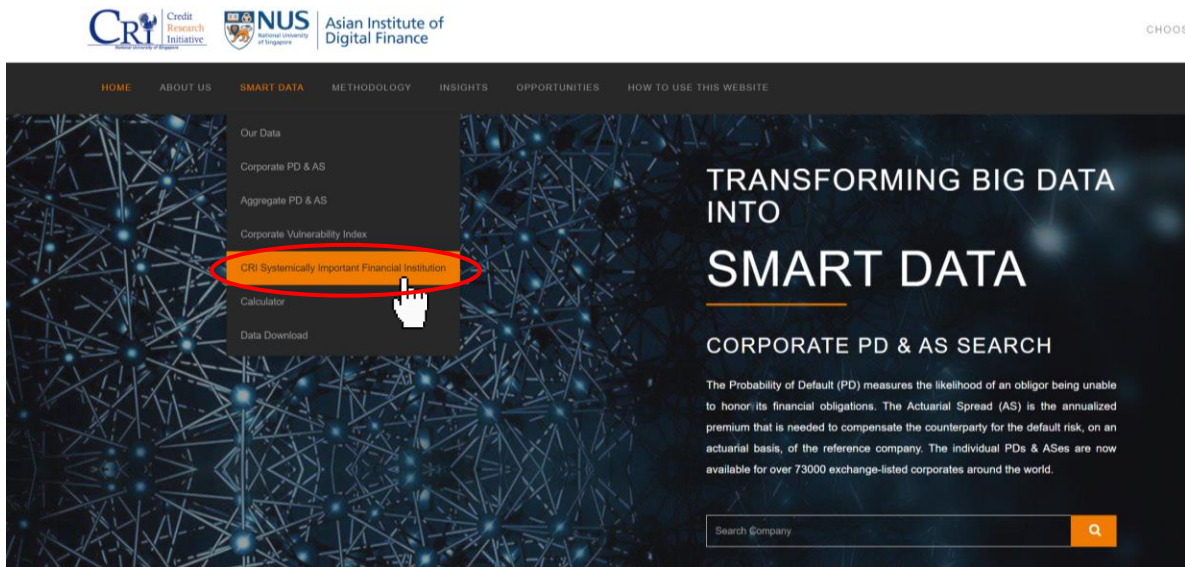 CRI
Credit
Research
Initiative
National University of Singapore
NUS
National University
of Singapore
Asian Institute of
Digital Finance
CHOOS
HOME ABOUT US SMART DATA METHODOLOGY INSIGHTS OPPORTUNITIES HOW TO USE THIS WEBSITE
Our Data
Corporate PD & AS
Aggregate PD & AS
Corporate Vulnerability Index
CRI Systemically Important Financial Institution
Calculator
Data Download
TRANSFORMING BIG DATA
INTO
SMART DATA
CORPORATE PD & AS SEARCH
The Probability of Default (PD) measures the likelihood of an obligor being unable
to honor its financial obligations. The Actuarial Spread (AS) is the annualized
premium that is needed to compensate the counterparty for the default risk, on an
actuarial basis, of the reference company. The individual PDs & ASes are now
available for over 73000 exchange-listed corporates around the world.
Search Company